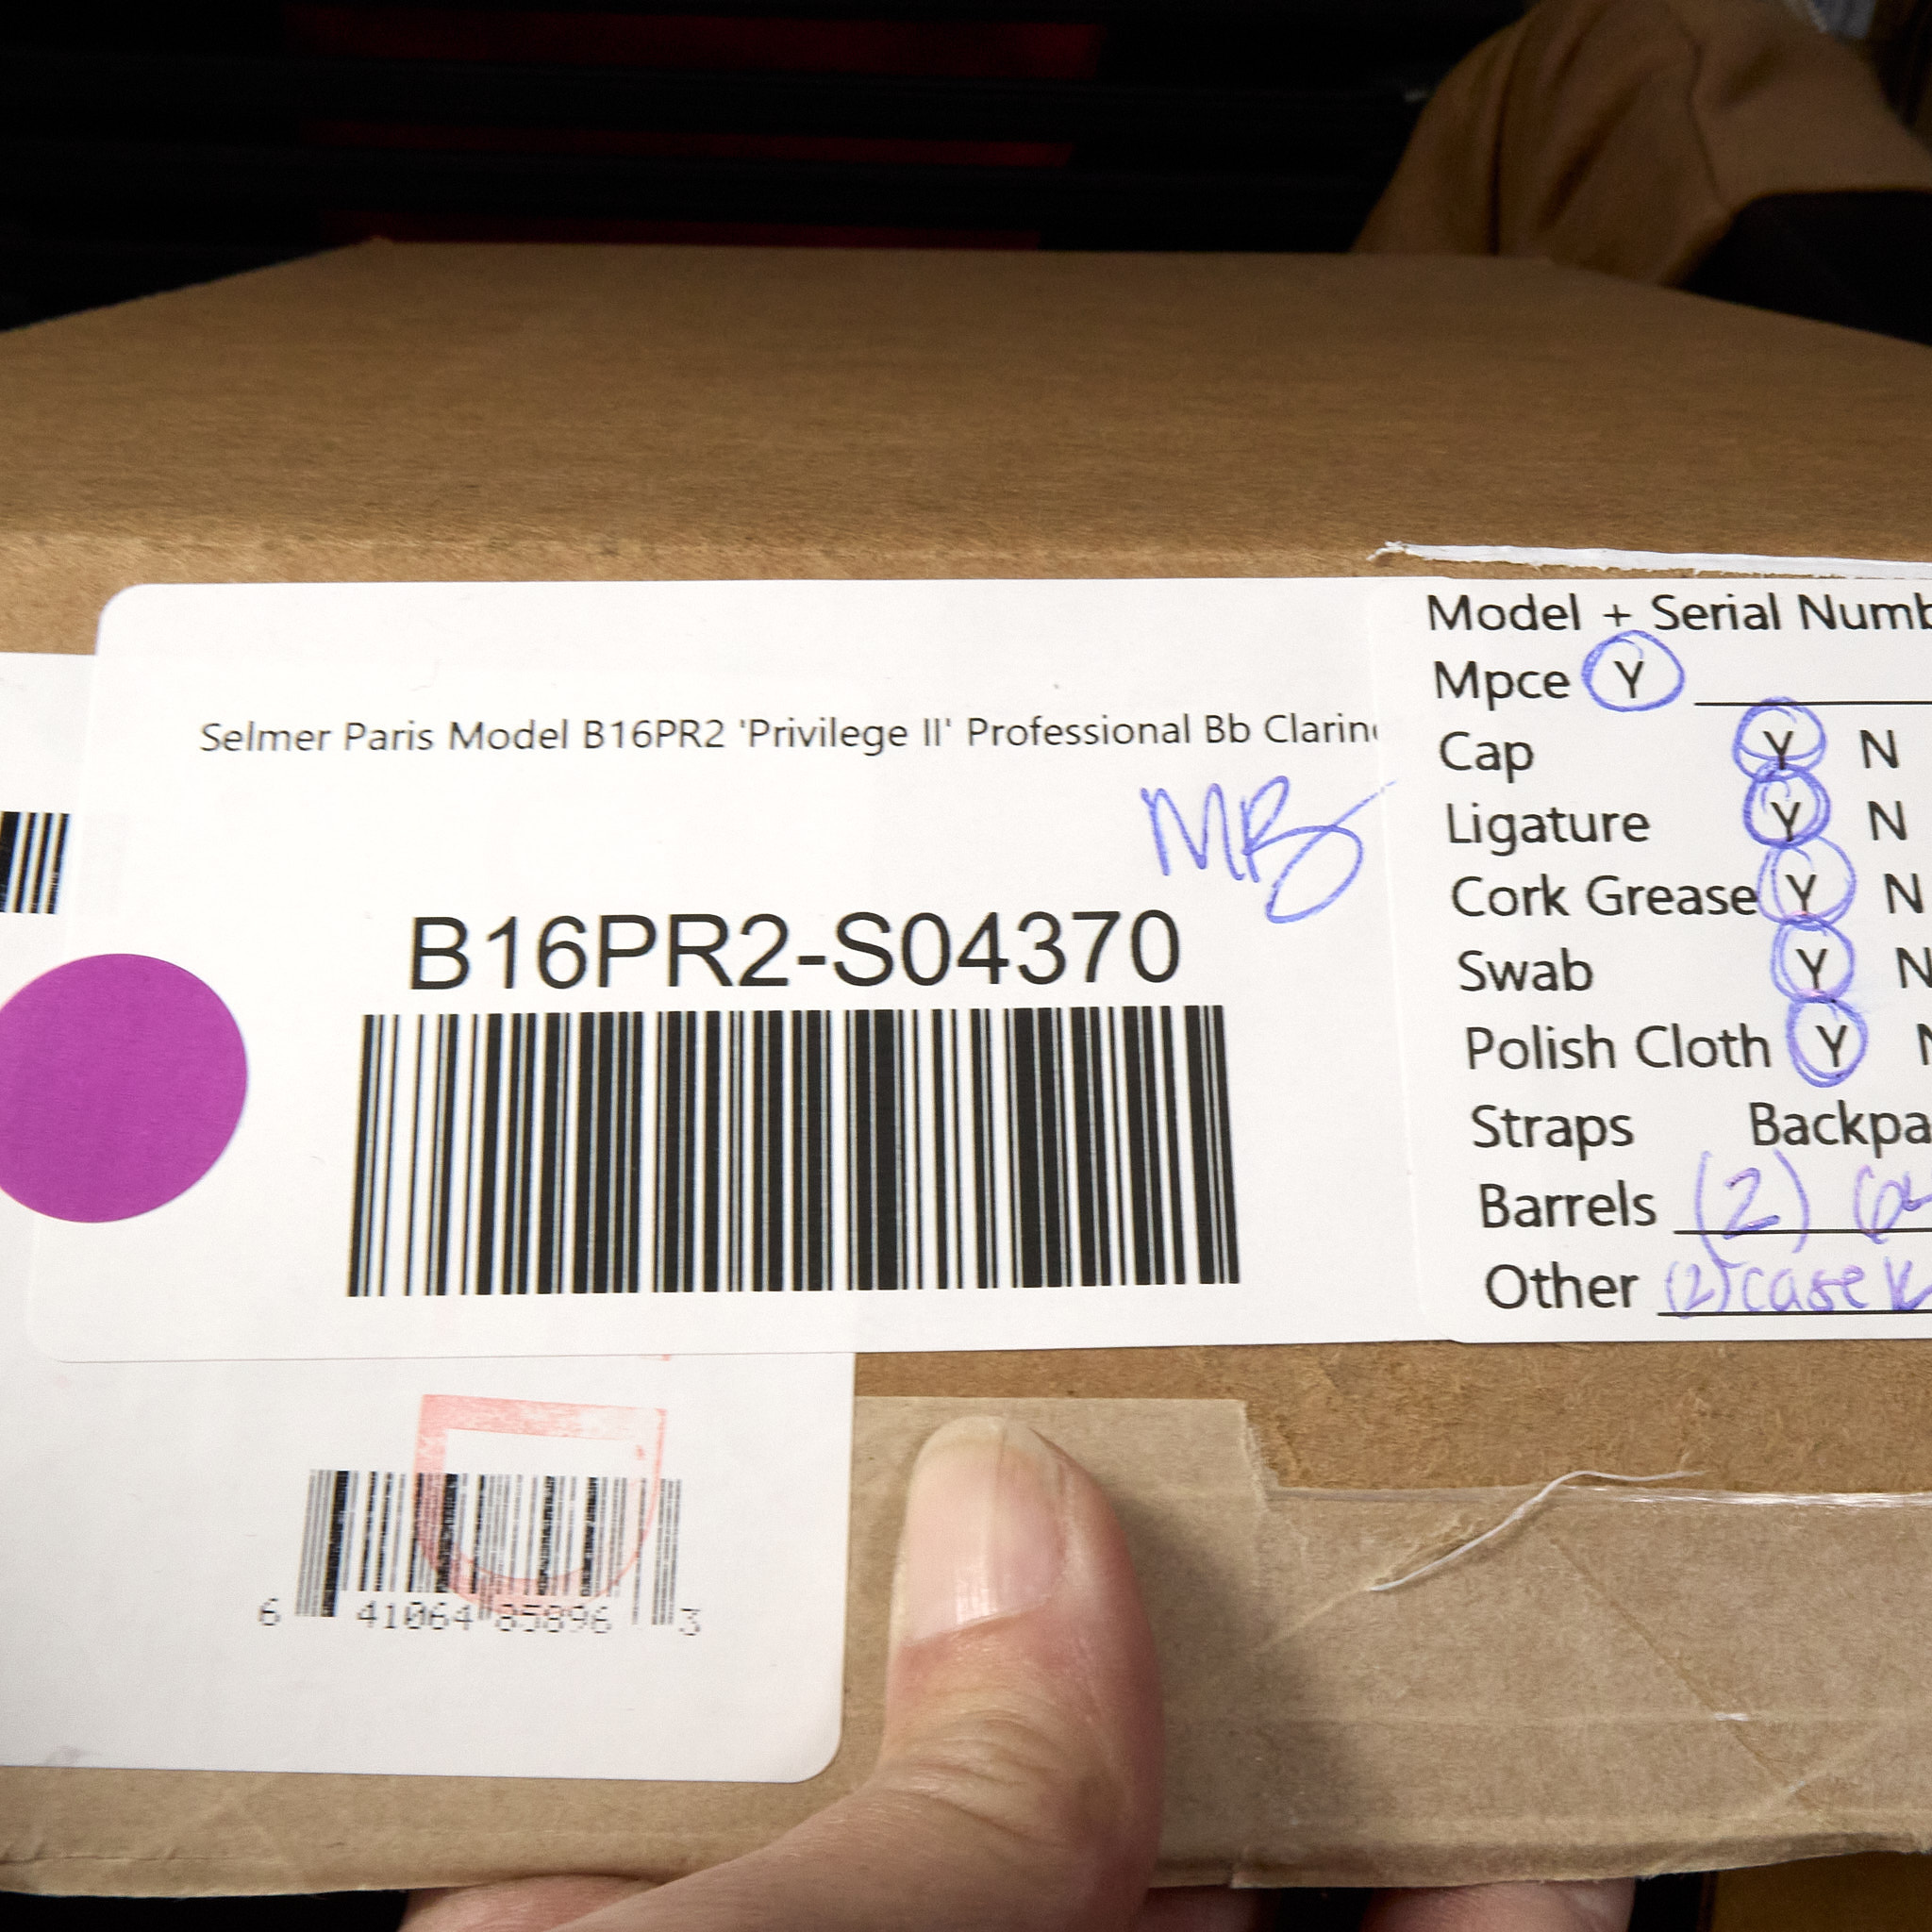 Selmer Paris Model B16PR2 'Privilege II' Professional Bb Clarin
MB
B16PR2-S04370
6 41064 85896 3
Model + Serial Numb
Mpce Y
Cap Y N
Ligature Y N
Cork Grease Y N
Swab Y N
Polish Cloth Y N
Straps Backpa
Barrels (2)
Other (2) case k